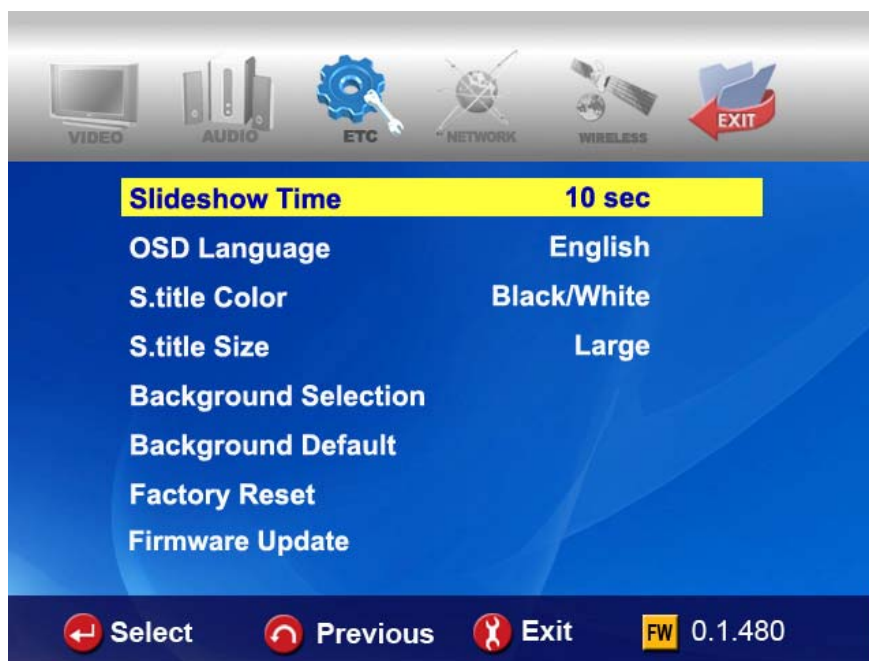 VIDEO AUDIO ETC NETWORK WIRELESS EXIT
Slideshow Time 10 sec
OSD Language English
S.title Color Black/White
S.title Size Large
Background Selection
Background Default
Factory Reset
Firmware Update
Select Previous Exit FW 0.1.480